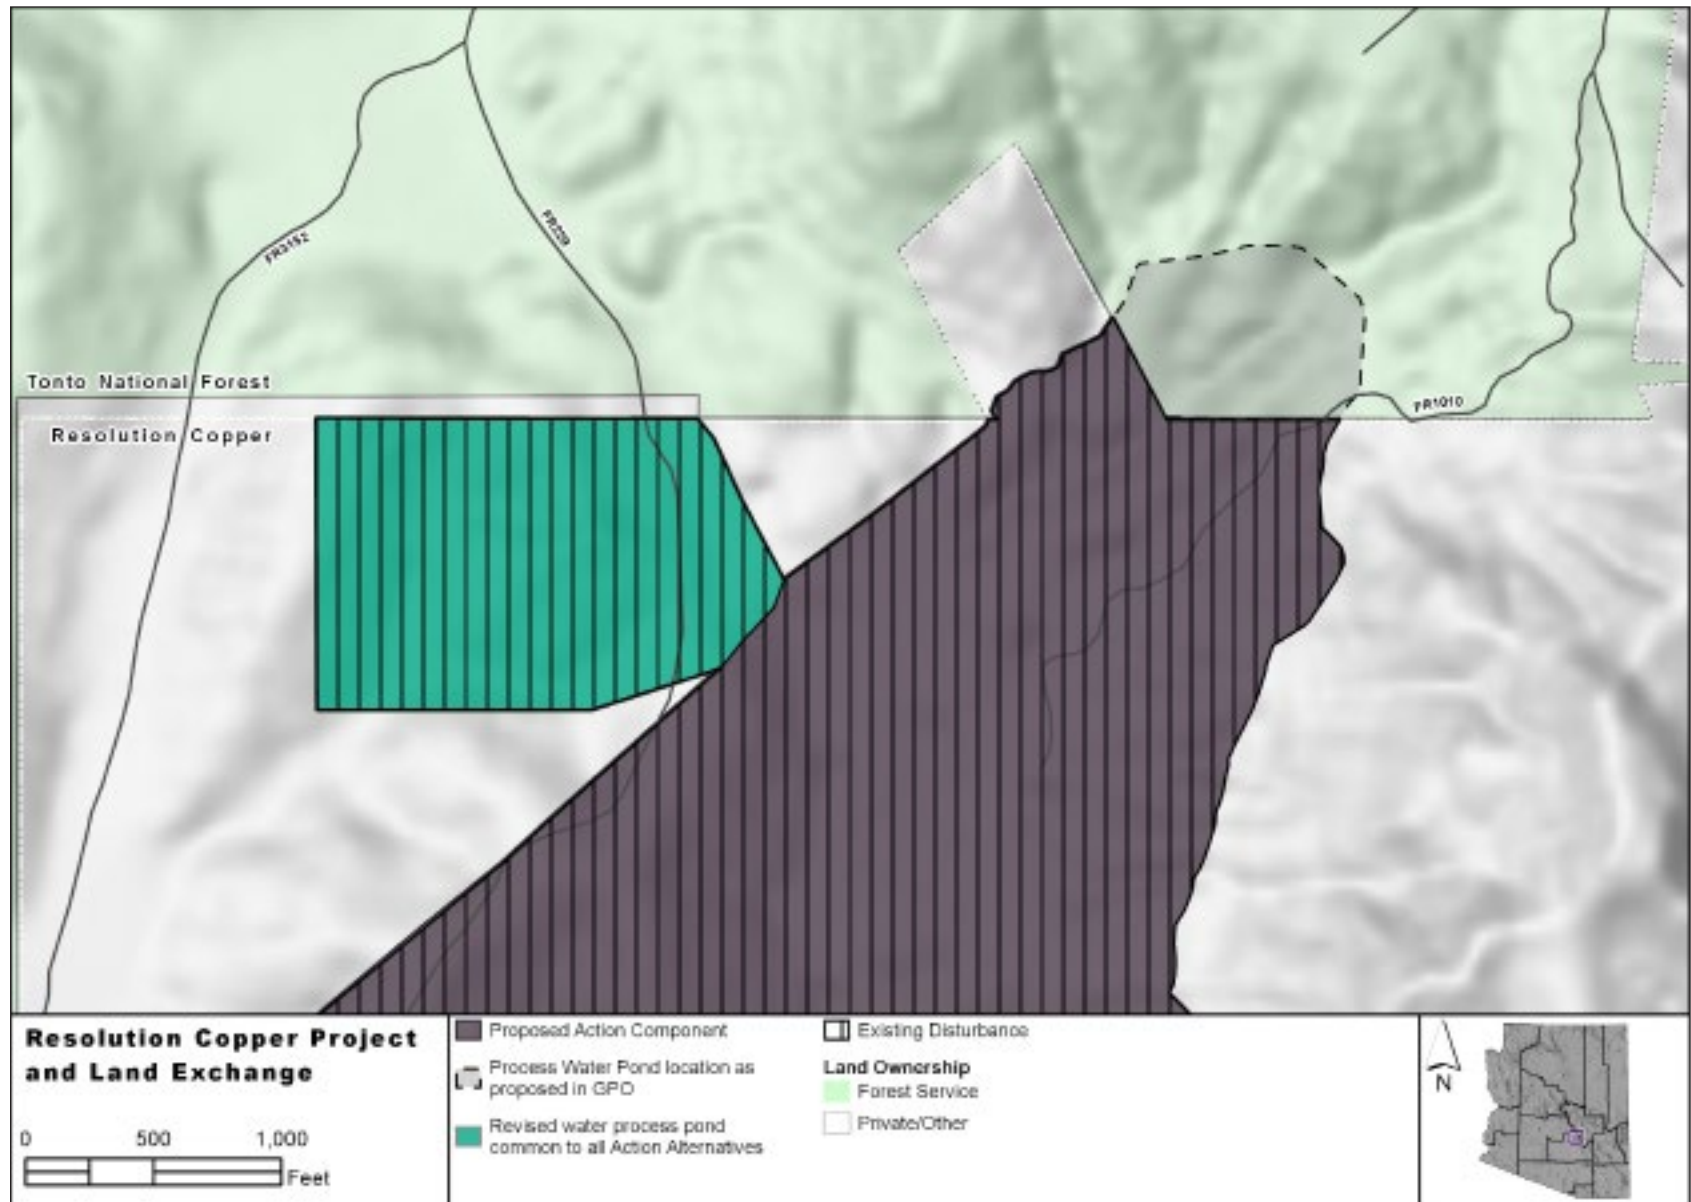 FR3152
FR229
Tonto National Forest
Resolution Copper
FR1010
Resolution Copper Project
and Land Exchange
0 500 1,000
Feet
Proposed Action Component
Process Water Pond location as
proposed in GPO
Revised water process pond
common to all Action Alternatives
Existing Disturbance
Land Ownership
Forest Service
Private/Other
N